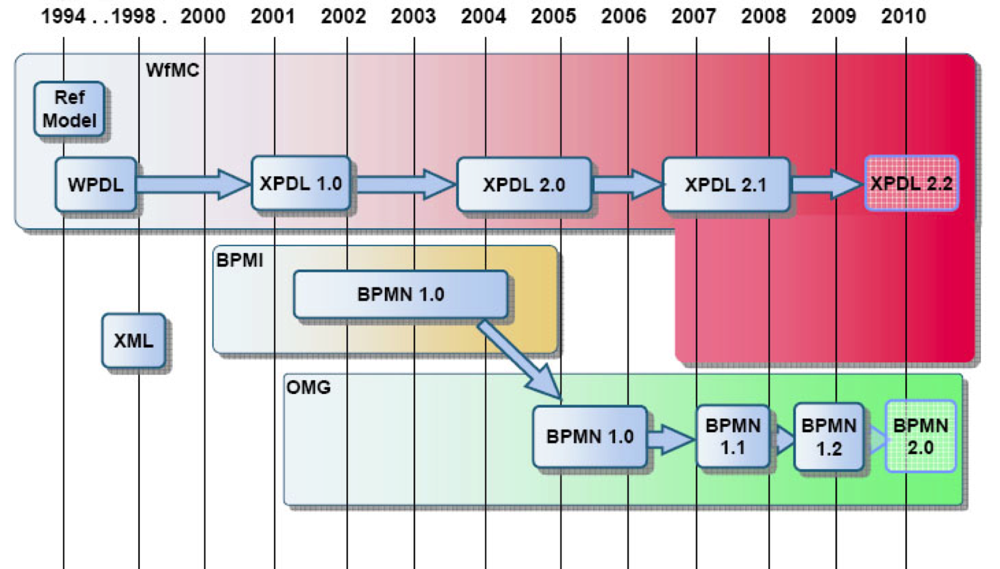 1994 . . 1998 . 2000 2001 2002 2003 2004 2005 2006 2007 2008 2009 2010
WfMC
Ref
Model
WPDL
XPDL 1.0
XPDL 2.0
XPDL 2.1
XPDL 2.2
BPMI
BPMN 1.0
XML
OMG
BPMN 1.0
BPMN
1.1
BPMN
1.2
BPMN
2.0